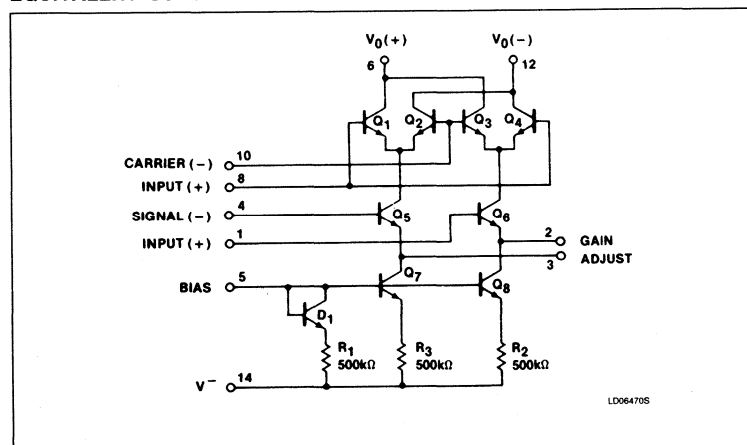 V0(+)
V0(-)
6
12
Q1
Q2
Q3
Q4
CARRIER (-)
10
INPUT (+)
8
SIGNAL (-)
4
Q5
Q6
INPUT (+)
1
2
GAIN
3
ADJUST
BIAS
5
Q7
Q8
D1
R1
500kΩ
R3
500kΩ
R2
500kΩ
V-
14
LD06470S